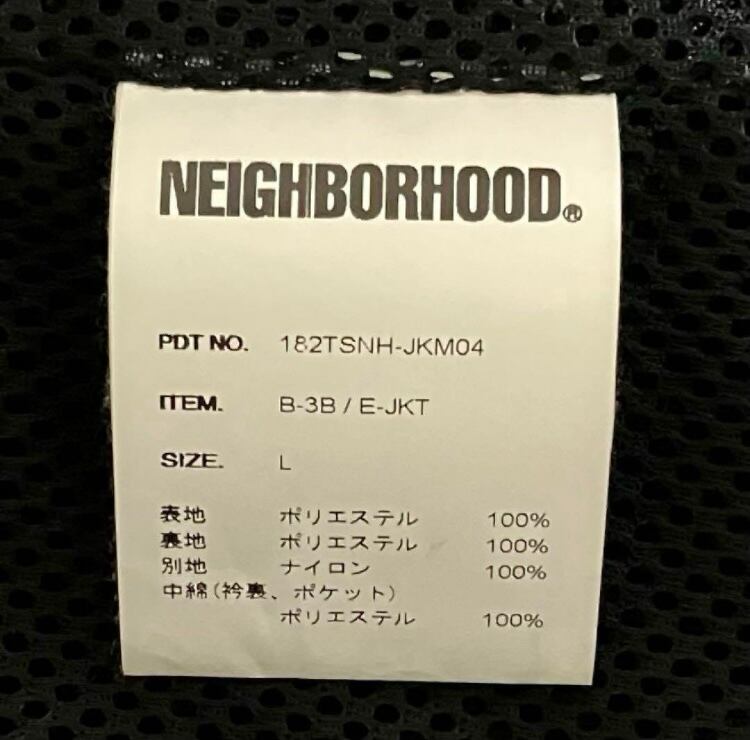 NEIGHBORHOOD®
PDT NO. 182TSNH-JKM04
ITEM. B-3B / E-JKT
SIZE. L
表地 ポリエステル 100%
裏地 ポリエステル 100%
別地 ナイロン 100%
中綿(衿裏、ポケット)
ポリエステル 100%